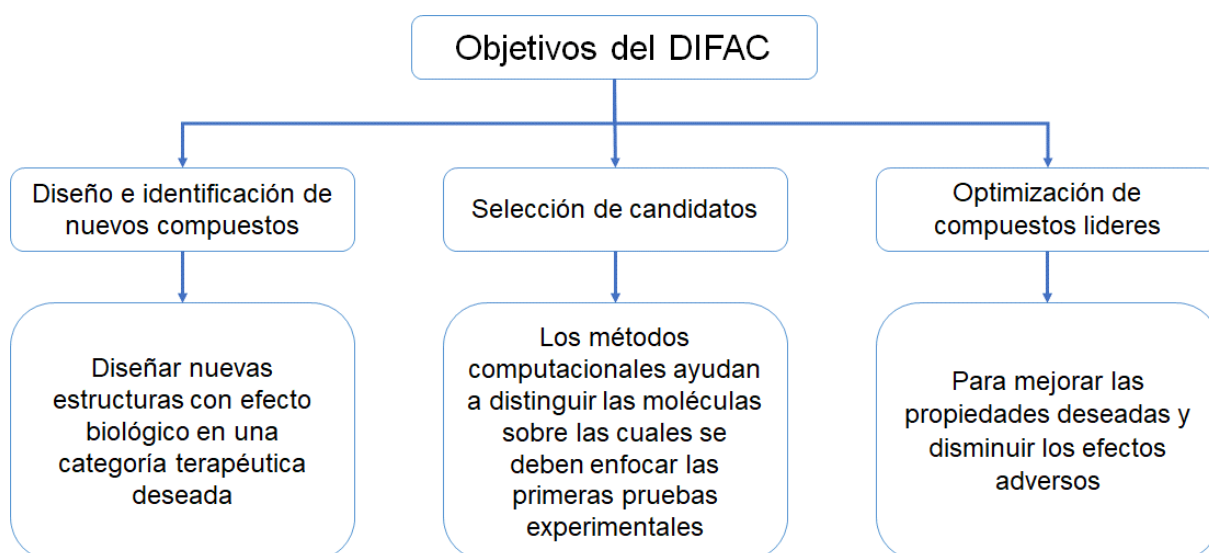 Objetivos del DIFAC
Diseño e identificación de
nuevos compuestos
Selección de candidatos
Optimización de
compuestos lideres
Diseñar nuevas
estructuras con efecto
biológico en una
categoría terapéutica
deseada
Los métodos
computacionales ayudan
a distinguir las moléculas
sobre las cuales se
deben enfocar las
primeras pruebas
experimentales
Para mejorar las
propiedades deseadas y
disminuir los efectos
adversos